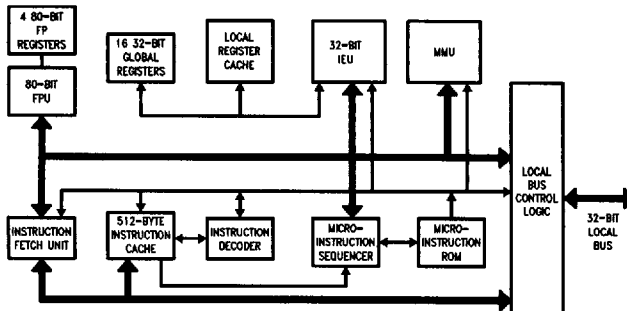 4 80-BIT
FP
REGISTERS
16 32-BIT
GLOBAL
REGISTERS
LOCAL
REGISTER
CACHE
32-BIT
IEU
MMU
80-BIT
FPU
LOCAL
BUS
CONTROL
LOGIC
32-BIT
LOCAL
BUS
INSTRUCTION
FETCH UNIT
512-BYTE
INSTRUCTION
CACHE
INSTRUCTION
DECODER
MICRO-
INSTRUCTION
SEQUENCER
MICRO-
INSTRUCTION
ROM